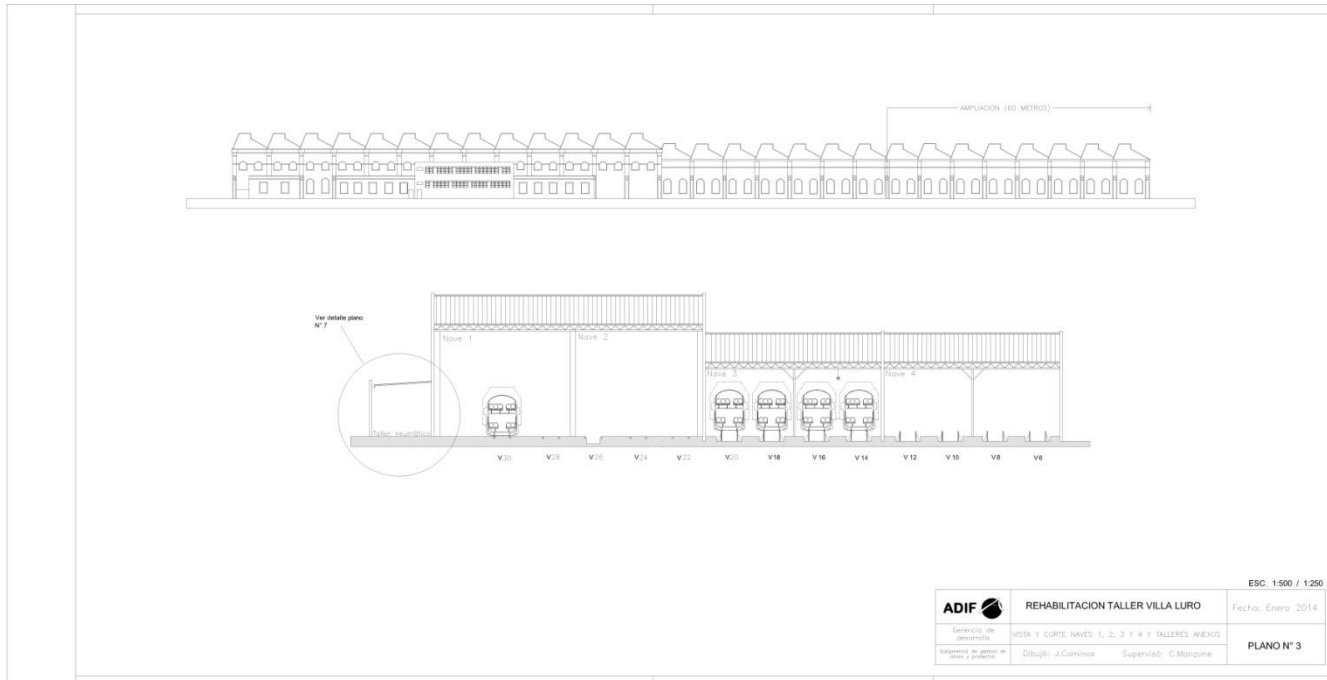 AMPLIACION (60 METROS)
Ver detalle plano
N° 7
Nave 1
Nave 2
Nave 3
Nave 4
Taller neumático
V30
V28
V26
V24
V22
V20
V18
V16
V14
V12
V10
V8
V6
ESC. 1:500 / 1:250
ADIF
REHABILITACION TALLER VILLA LURO
Fecha: Enero 2014
Gerencia de
desarrollo
VISTA Y CORTE NAVES 1, 2, 3 Y 4 Y TALLERES ANEXOS
PLANO N° 3
Subgerencia de gestion de
obras y proyectos
Dibujó: J.Caminos
Supervisó: C.Manzone